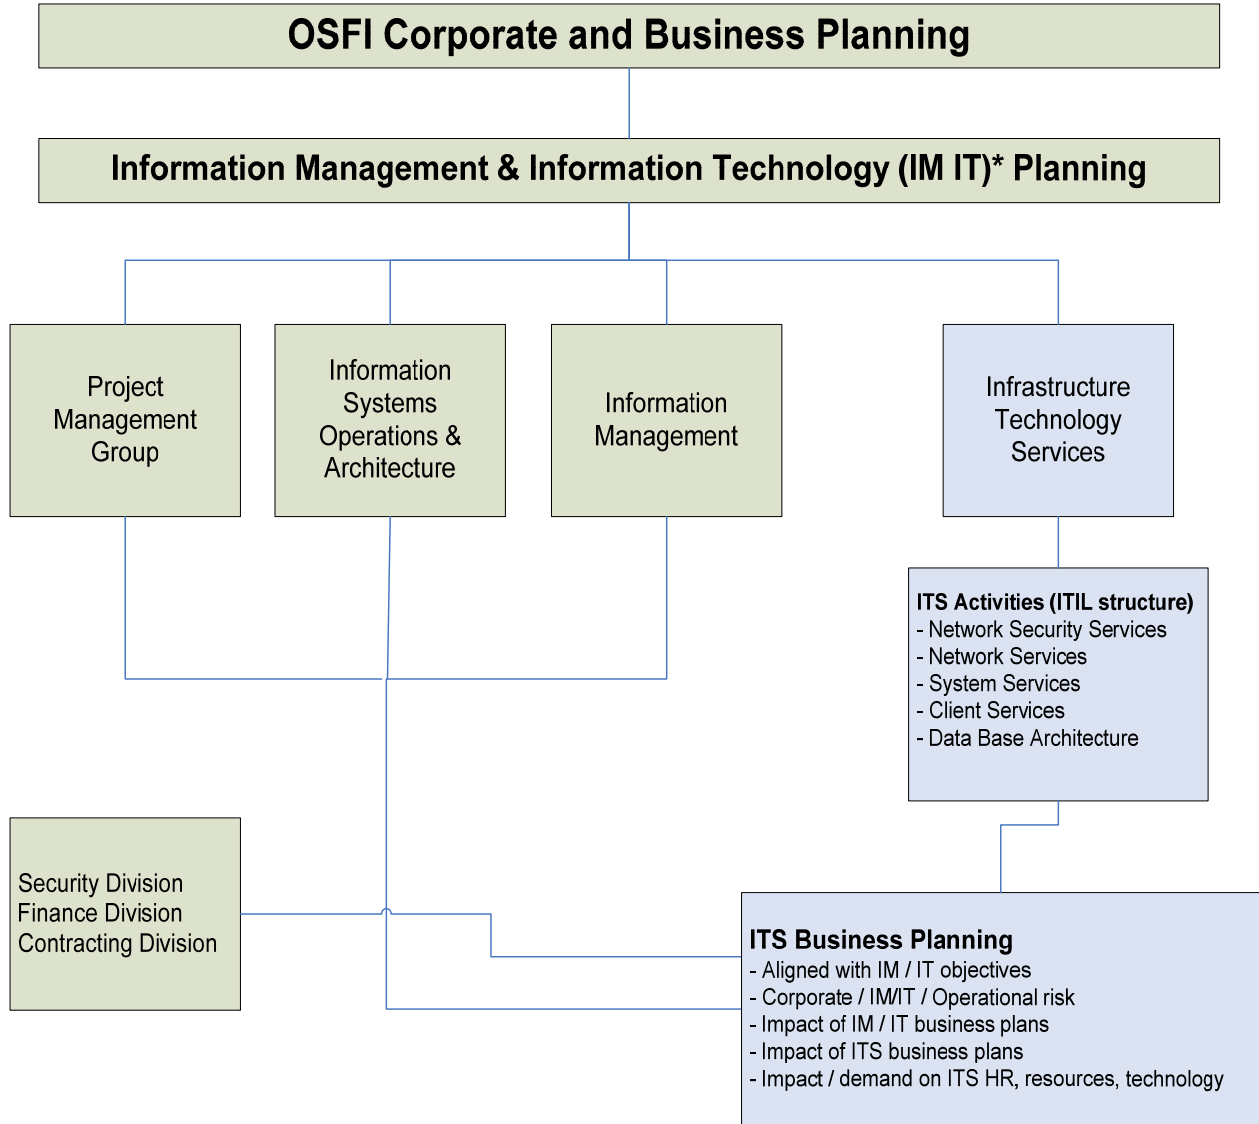 OSFI Corporate and Business Planning
Information Management & Information Technology (IM IT)* Planning
Project
Management
Group
Information
Systems
Operations &
Architecture
Information
Management
Infrastructure
Technology
Services
ITS Activities (ITIL structure)
- Network Security Services
- Network Services
- System Services
- Client Services
- Data Base Architecture
Security Division
Finance Division
Contracting Division
ITS Business Planning
- Aligned with IM / IT objectives
- Corporate / IM/IT / Operational risk
- Impact of IM / IT business plans
- Impact of ITS business plans
- Impact / demand on ITS HR, resources, technology